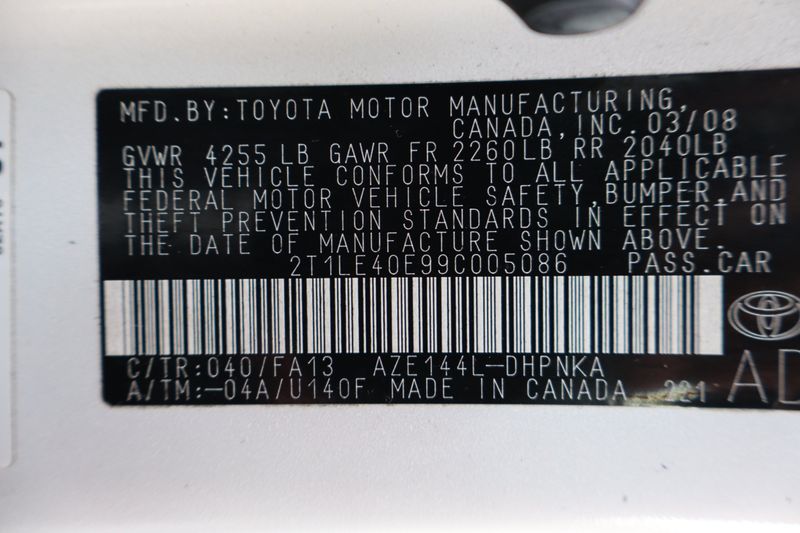 MFD.BY:TOYOTA MOTOR MANUFACTURING,
CANADA,INC.03/08
GVWR 4255LB GAWR FR 2260LB RR 2040LB
THIS VEHICLE CONFORMS TO ALL APPLICABLE
FEDERAL MOTOR VEHICLE SAFETY,BUMPER,AND
THEFT PREVENTION STANDARDS IN EFFECT ON
THE DATE OF MANUFACTURE SHOWN ABOVE.
2T1LE40E99C005086 PASS.CAR
C/TR:040/FA13 AZE144L-DHPNKA
A/TM:-04A/U140F MADE IN CANADA 221
AD